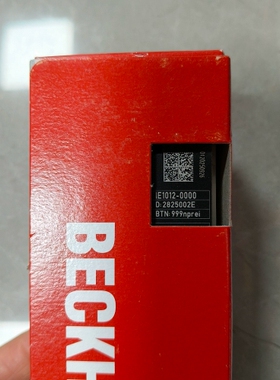 IE1012-0000
D:2825002E
BTN: 999nprei
BECKH